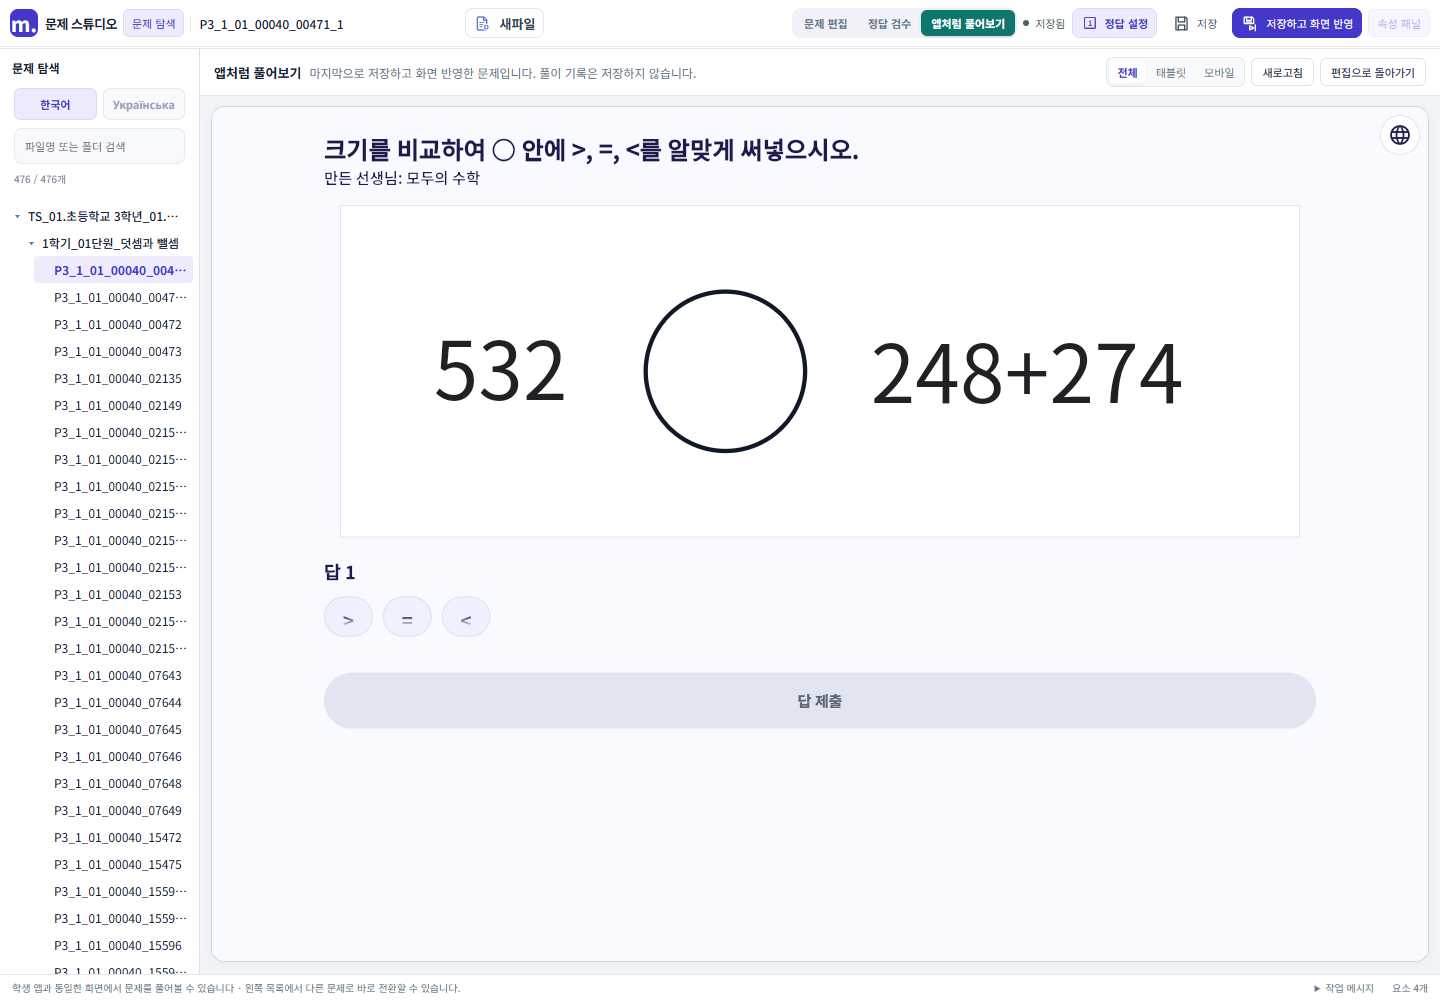 m. 문제 스튜디오 문제 탐색 P3_1_01_00040_00471_1 새파일 문제 편집 정답 검수 앱처럼 풀어보기 저장됨 1 정답 설정 저장 저장하고 화면 반영 속성 패널
문제 탐색
한국어 Українська
파일명 또는 폴더 검색
476 / 476개
TS_01.초등학교 3학년_01.···
1학기_01단원_덧셈과 뺄셈
P3_1_01_00040_004···
P3_1_01_00040_0047···
P3_1_01_00040_00472
P3_1_01_00040_00473
P3_1_01_00040_02135
P3_1_01_00040_02149
P3_1_01_00040_0215···
P3_1_01_00040_0215···
P3_1_01_00040_0215···
P3_1_01_00040_0215···
P3_1_01_00040_0215···
P3_1_01_00040_0215···
P3_1_01_00040_02153
P3_1_01_00040_0215···
P3_1_01_00040_0215···
P3_1_01_00040_07643
P3_1_01_00040_07644
P3_1_01_00040_07645
P3_1_01_00040_07646
P3_1_01_00040_07648
P3_1_01_00040_07649
P3_1_01_00040_15472
P3_1_01_00040_15475
P3_1_01_00040_1559···
P3_1_01_00040_1559···
P3_1_01_00040_15596
P3_1_01_00040_1559···
앱처럼 풀어보기 마지막으로 저장하고 화면 반영한 문제입니다. 풀이 기록은 저장하지 않습니다. 전체 태블릿 모바일 새로고침 편집으로 돌아가기
크기를 비교하여 ◯ 안에 >, =, <를 알맞게 써넣으시오.
만든 선생님: 모두의 수학
532 ◯ 248+274
답 1
> = <
답 제출
학생 앱과 동일한 화면에서 문제를 풀어볼 수 있습니다 · 왼쪽 목록에서 다른 문제로 바로 전환할 수 있습니다. ▶ 작업 메시지 요소 4개